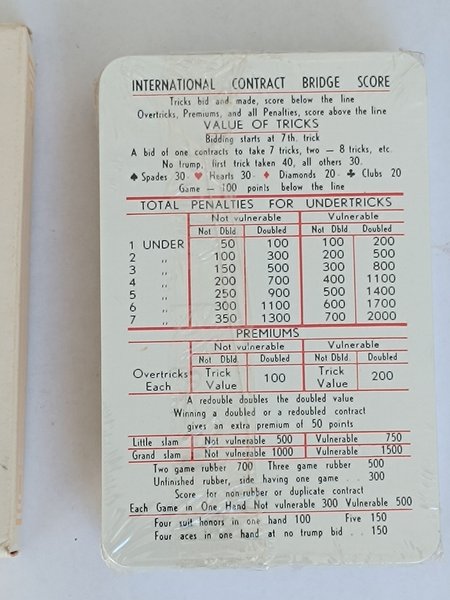 INTERNATIONAL CONTRACT BRIDGE SCORE
Tricks bid and made, score below the line
Overtricks, Premiums, and all Penalties, score above the line
VALUE OF TRICKS
Bidding starts at 7th. trick
A bid of one contracts to take 7 tricks, two — 8 tricks, etc.
No trump, first trick taken 40, all others 30.
♠ Spades 30 - ♥ Hearts 30 - ♦ Diamonds 20 - ♣ Clubs 20
Game — 100 points below the line
TOTAL PENALTIES FOR UNDERTRICKS
Not vulnerable Vulnerable
Not Dbld Doubled Not Dbld. Doubled
1 UNDER 50 100 100 200
2 ,, 100 300 200 500
3 ,, 150 500 300 800
4 ,, 200 700 400 1100
5 ,, 250 900 500 1400
6 ,, 300 1100 600 1700
7 ,, 350 1300 700 2000
PREMIUMS
Not vulnerable Vulnerable
Not Dbld. Doubled Not Dbld. Doubled
Overtricks Each Trick Value 100 Trick Value 200
A redouble doubles the doubled value
Winning a doubled or a redoubled contract
gives an extra premium of 50 points
Little slam Not vulnerable 500 Vulnerable 750
Grand slam Not vulnerable 1000 Vulnerable 1500
Two game rubber 700 Three game rubber 500
Unfinished rubber, side having one game . . 300
Score for non-rubber or duplicate contract
Each Game in One Hand Not vulnerable 300 Vulnerable 500
Four suit honors in one hand 100 Five 150
Four aces in one hand at no trump bid . . 150